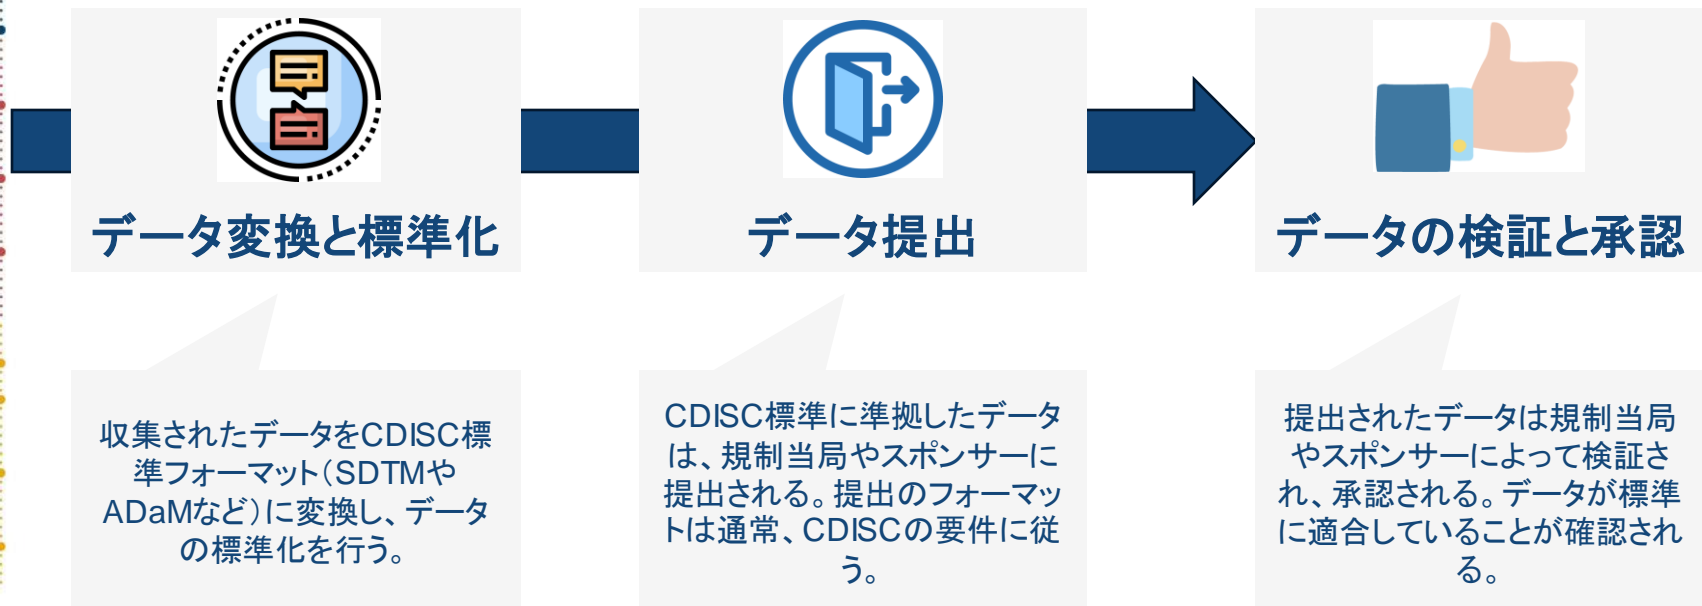 データ変換と標準化
データ提出
データの検証と承認
収集されたデータをCDISC標
準フォーマット（SDTMや
ADaMなど）に変換し、データ
の標準化を行う。
CDISC標準に準拠したデータ
は、規制当局やスポンサーに
提出される。提出のフォーマッ
トは通常、CDISCの要件に従
う。
提出されたデータは規制当局
やスポンサーによって検証さ
れ、承認される。データが標準
に適合していることが確認され
る。